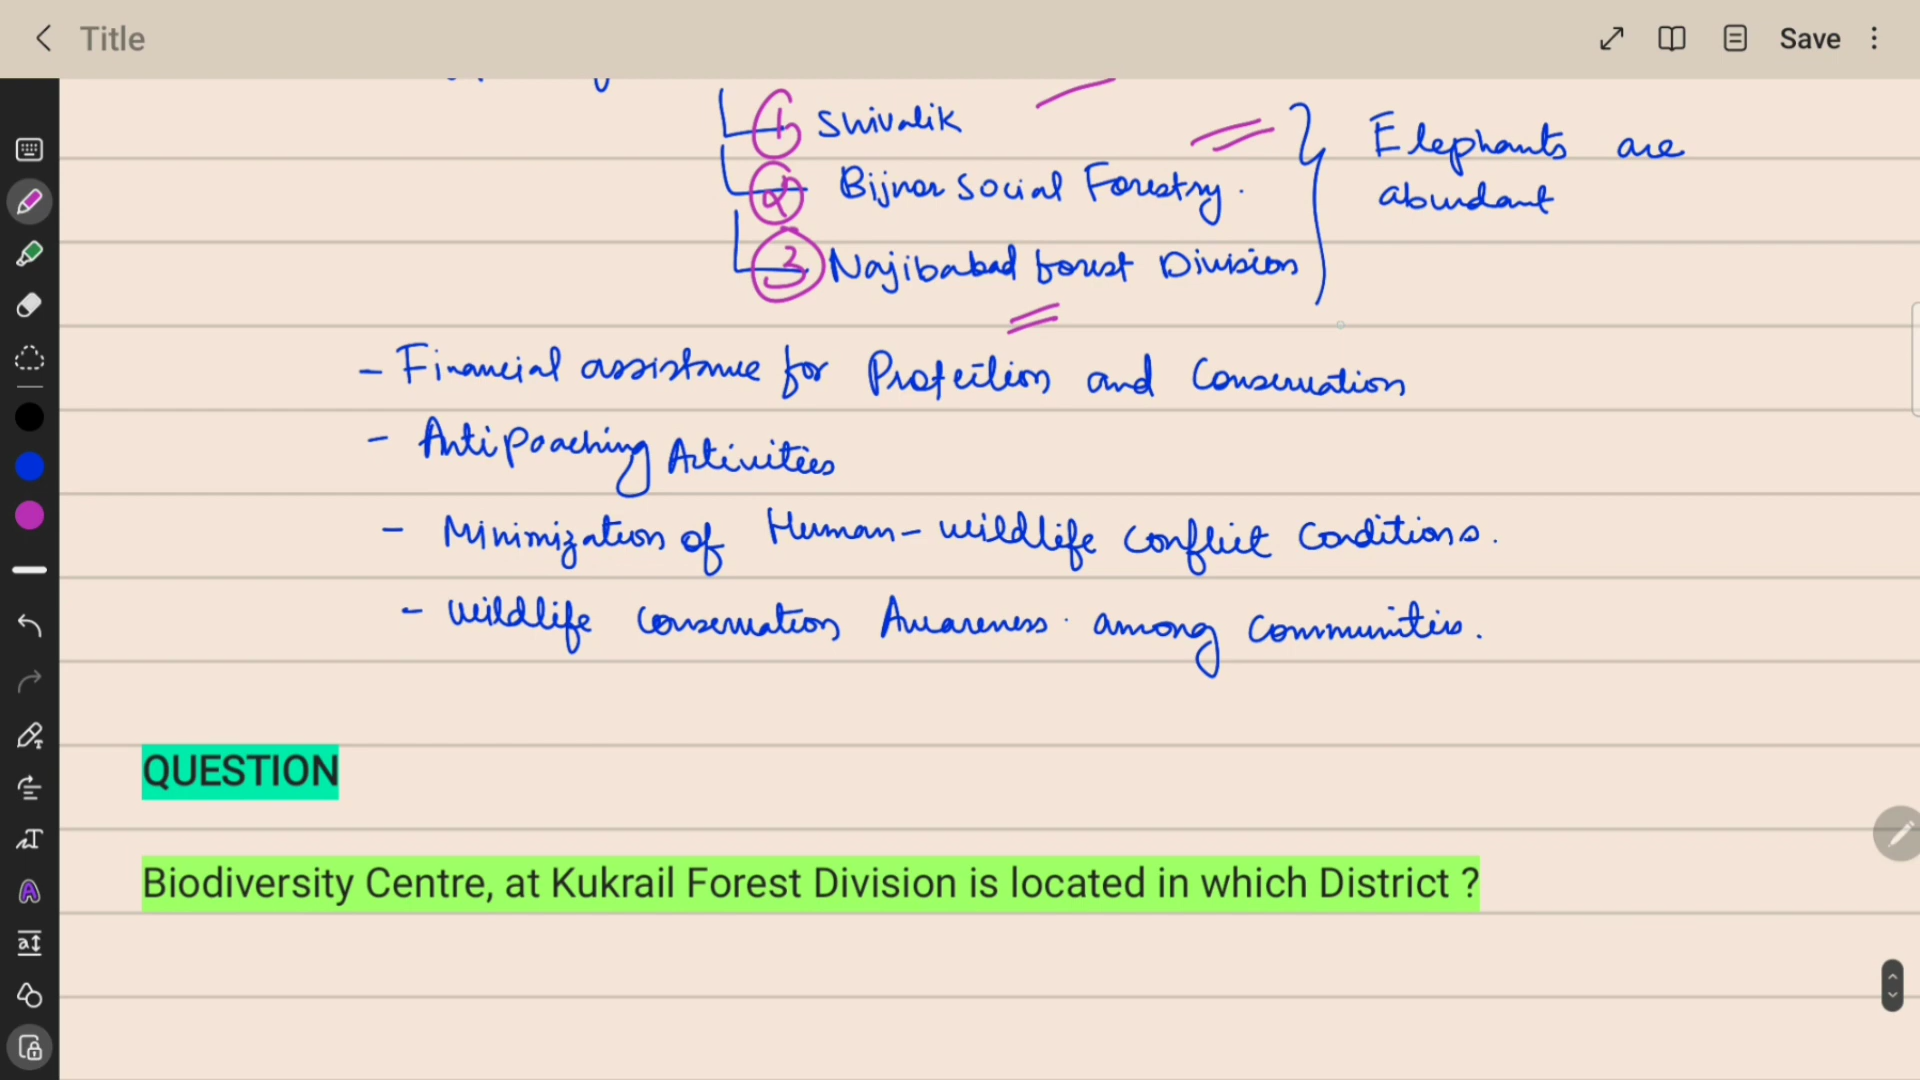 Title
Save
1 Shivalik
2 Bijnor Social Forestry.
3 Najibabad forest Division
Elephants are
abundant
- Financial assistance for Protection and Conservation
- Antipoaching Activities
- Minimization of Human-wildlife conflict conditions.
- wildlife conservation Awareness among communities.
QUESTION
Biodiversity Centre, at Kukrail Forest Division is located in which District ?